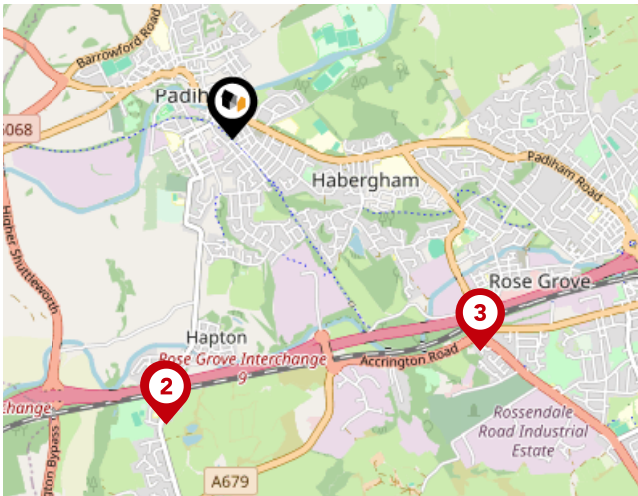 Barrowford Road
Padih
6068
Habergham
Padiham Road
Higher Shuttleworth
Rose Grove
3
Hapton
Rose Grove Interchange
9
Accrington Road
2
change
Rossendale
Road Industrial
Estate
gton Bypass
A679